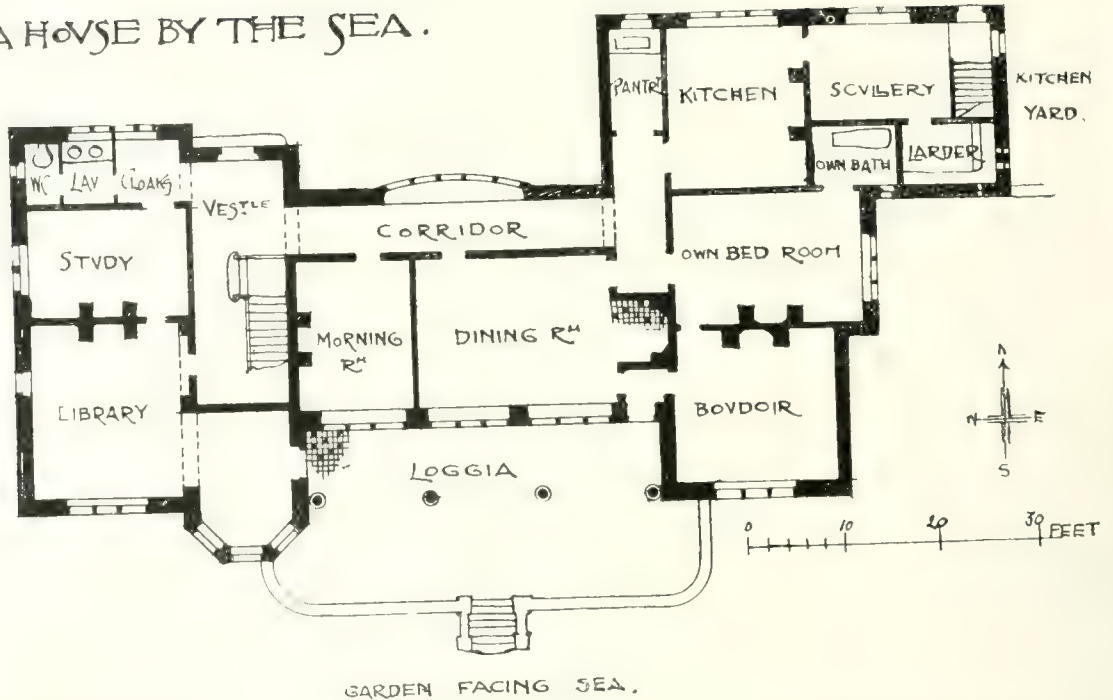 A HOVSE BY THE SEA.
PANTRY
KITCHEN
SCVLLERY
KITCHEN
YARD.
OWN BATH
LARDER
WC
LAV
CLOAKS
VESTLE
CORRIDOR
STVDY
OWN BED ROOM
MORNING
RM
DINING RM
LIBRARY
BOVDOIR
LOGGIA
N
W E
S
0 10 20 30 FEET
GARDEN FACING SEA.